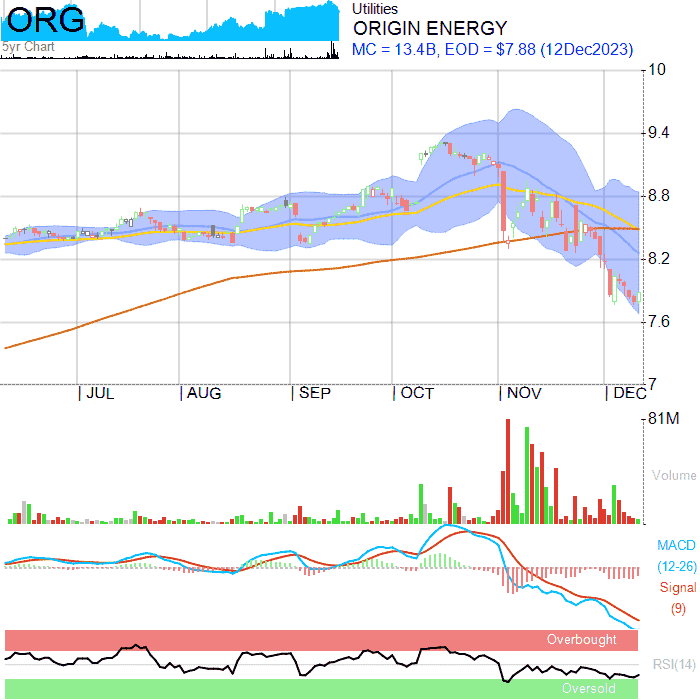 ORG
5yr Chart
Utilities
ORIGIN ENERGY
MC = 13.4B, EOD = $7.88 (12Dec2023)
10
9.4
8.8
8.2
7.6
7
| JUL | AUG | SEP | OCT | NOV | DEC
81M
Volume
MACD
(12-26)
Signal
(9)
Overbought
RSI(14)
Oversold